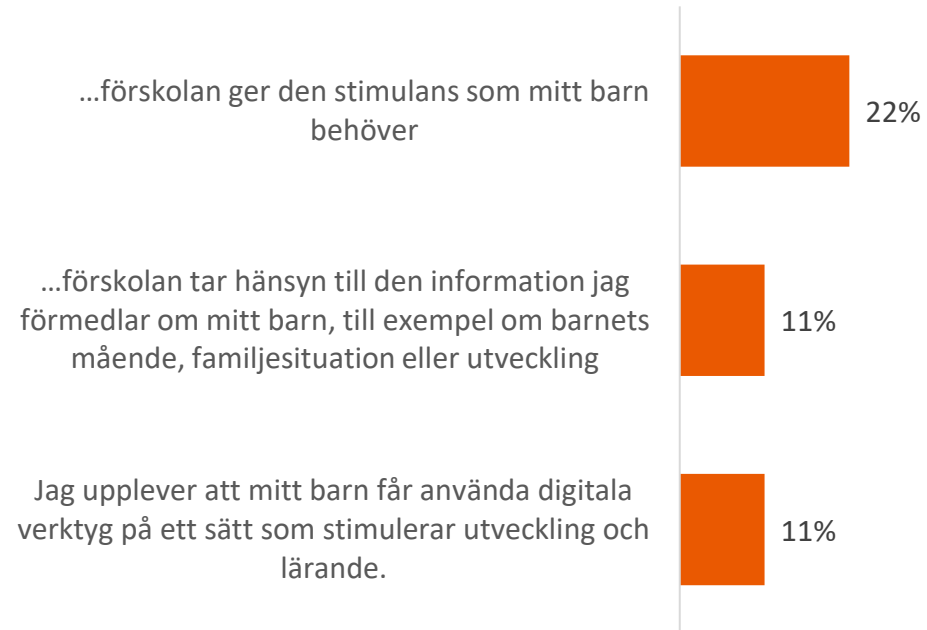 ...förskolan ger den stimulans som mitt barn
behöver
22%
...förskolan tar hänsyn till den information jag
förmedlar om mitt barn, till exempel om barnets
mående, familjesituation eller utveckling
11%
Jag upplever att mitt barn får använda digitala
verktyg på ett sätt som stimulerar utveckling och
lärande.
11%